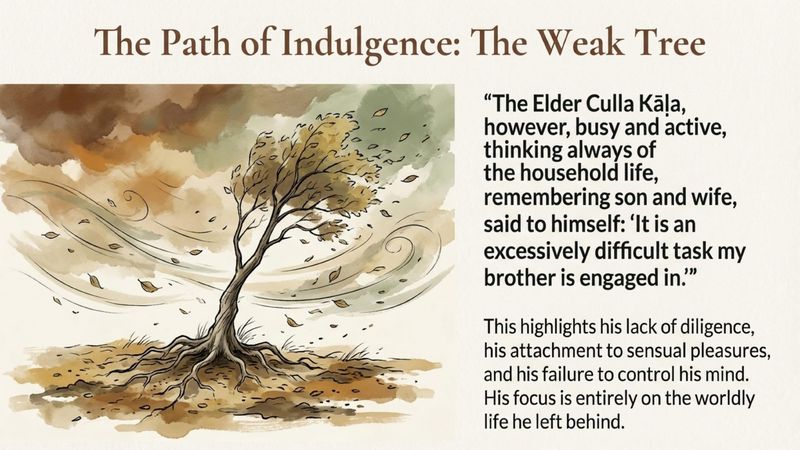 The Path of Indulgence: The Weak Tree
“The Elder Culla Kāḷa,
however, busy and active,
thinking always of
the household life,
remembering son and wife,
said to himself: ‘It is an
excessively difficult task my
brother is engaged in.’”
This highlights his lack of diligence,
his attachment to sensual pleasures,
and his failure to control his mind.
His focus is entirely on the worldly
life he left behind.